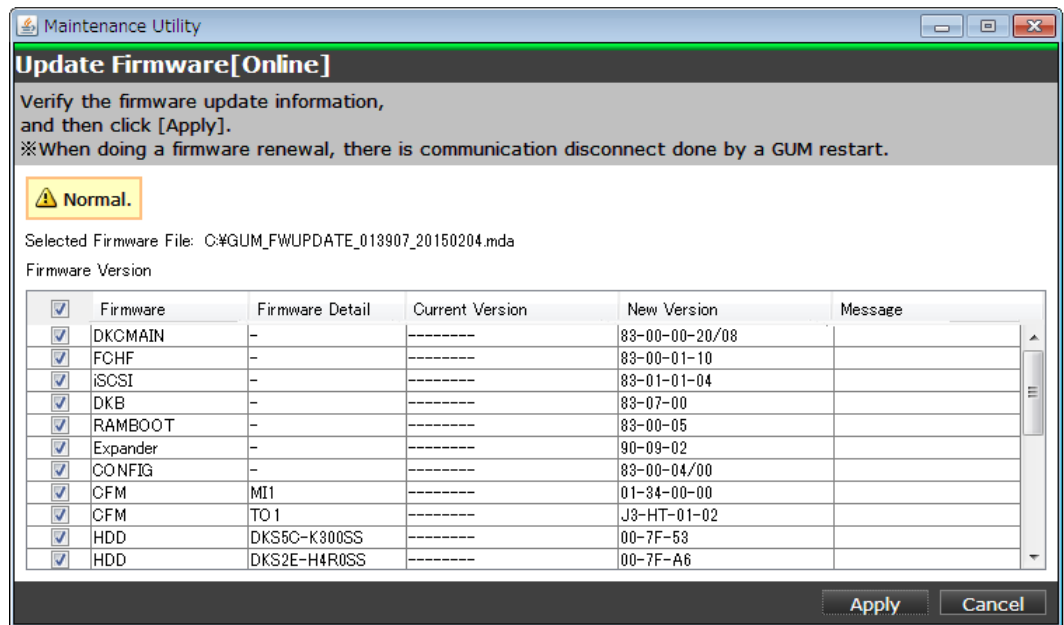 Maintenance Utility
Update Firmware[Online]
Verify the firmware update information,
and then click [Apply].
※When doing a firmware renewal, there is communication disconnect done by a GUM restart.
Normal.
Selected Firmware File: C:¥GUM_FWUPDATE_013907_20150204.mda
Firmware Version
Firmware Firmware Detail Current Version New Version Message
DKCMAIN - -------- 83-00-00-20/08
FCHF - -------- 83-00-01-10
iSCSI - -------- 83-01-01-04
DKB - -------- 83-07-00
RAMBOOT - -------- 83-00-05
Expander - -------- 90-09-02
CONFIG - -------- 83-00-04/00
CFM MI1 -------- 01-34-00-00
CFM TO1 -------- J3-HT-01-02
HDD DKS5C-K300SS -------- 00-7F-53
HDD DKS2E-H4R0SS -------- 00-7F-A6
Apply Cancel